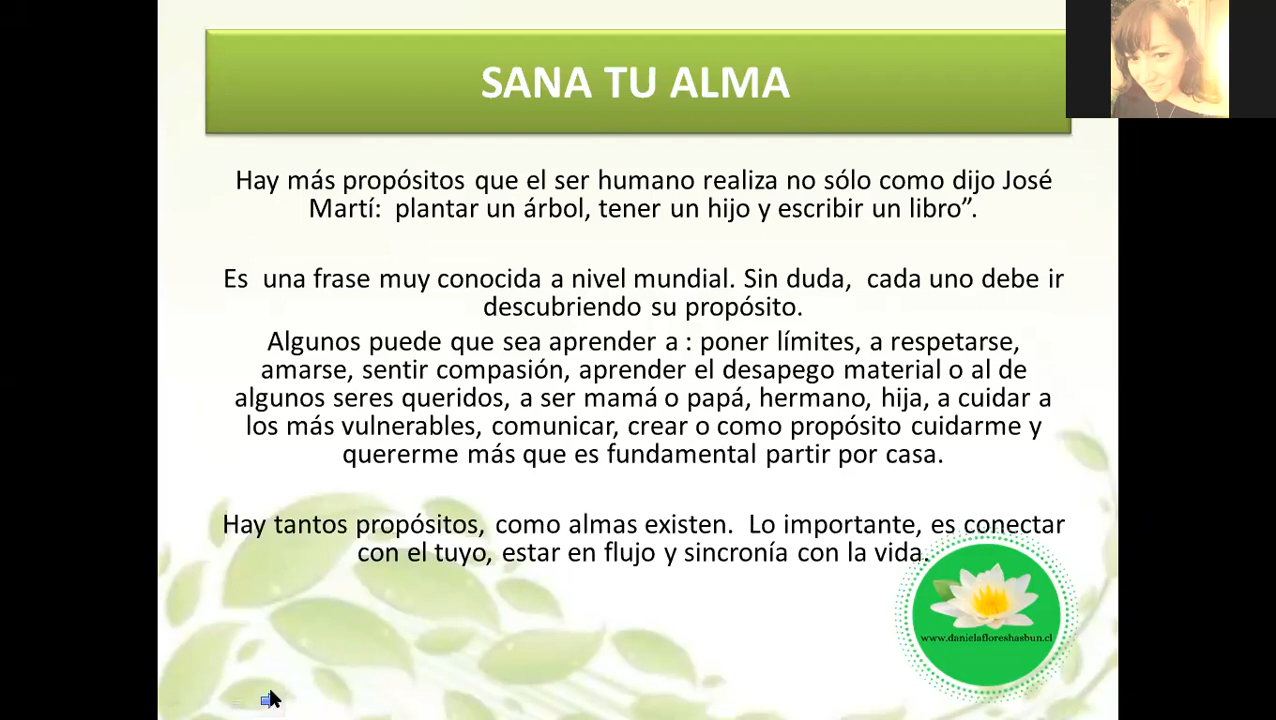 SANA TU ALMA
Hay más propósitos que el ser humano realiza no sólo como dijo José
Martí:  plantar un árbol, tener un hijo y escribir un libro”.
Es  una frase muy conocida a nivel mundial. Sin duda,  cada uno debe ir
descubriendo su propósito.
Algunos puede que sea aprender a : poner límites, a respetarse,
amarse, sentir compasión, aprender el desapego material o al de
algunos seres queridos, a ser mamá o papá, hermano, hija, a cuidar a
los más vulnerables, comunicar, crear o como propósito cuidarme y
quererme más que es fundamental partir por casa.
Hay tantos propósitos, como almas existen.  Lo importante, es conectar
con el tuyo, estar en flujo y sincronía con la vida.
www.danielafloreshasbun.cl